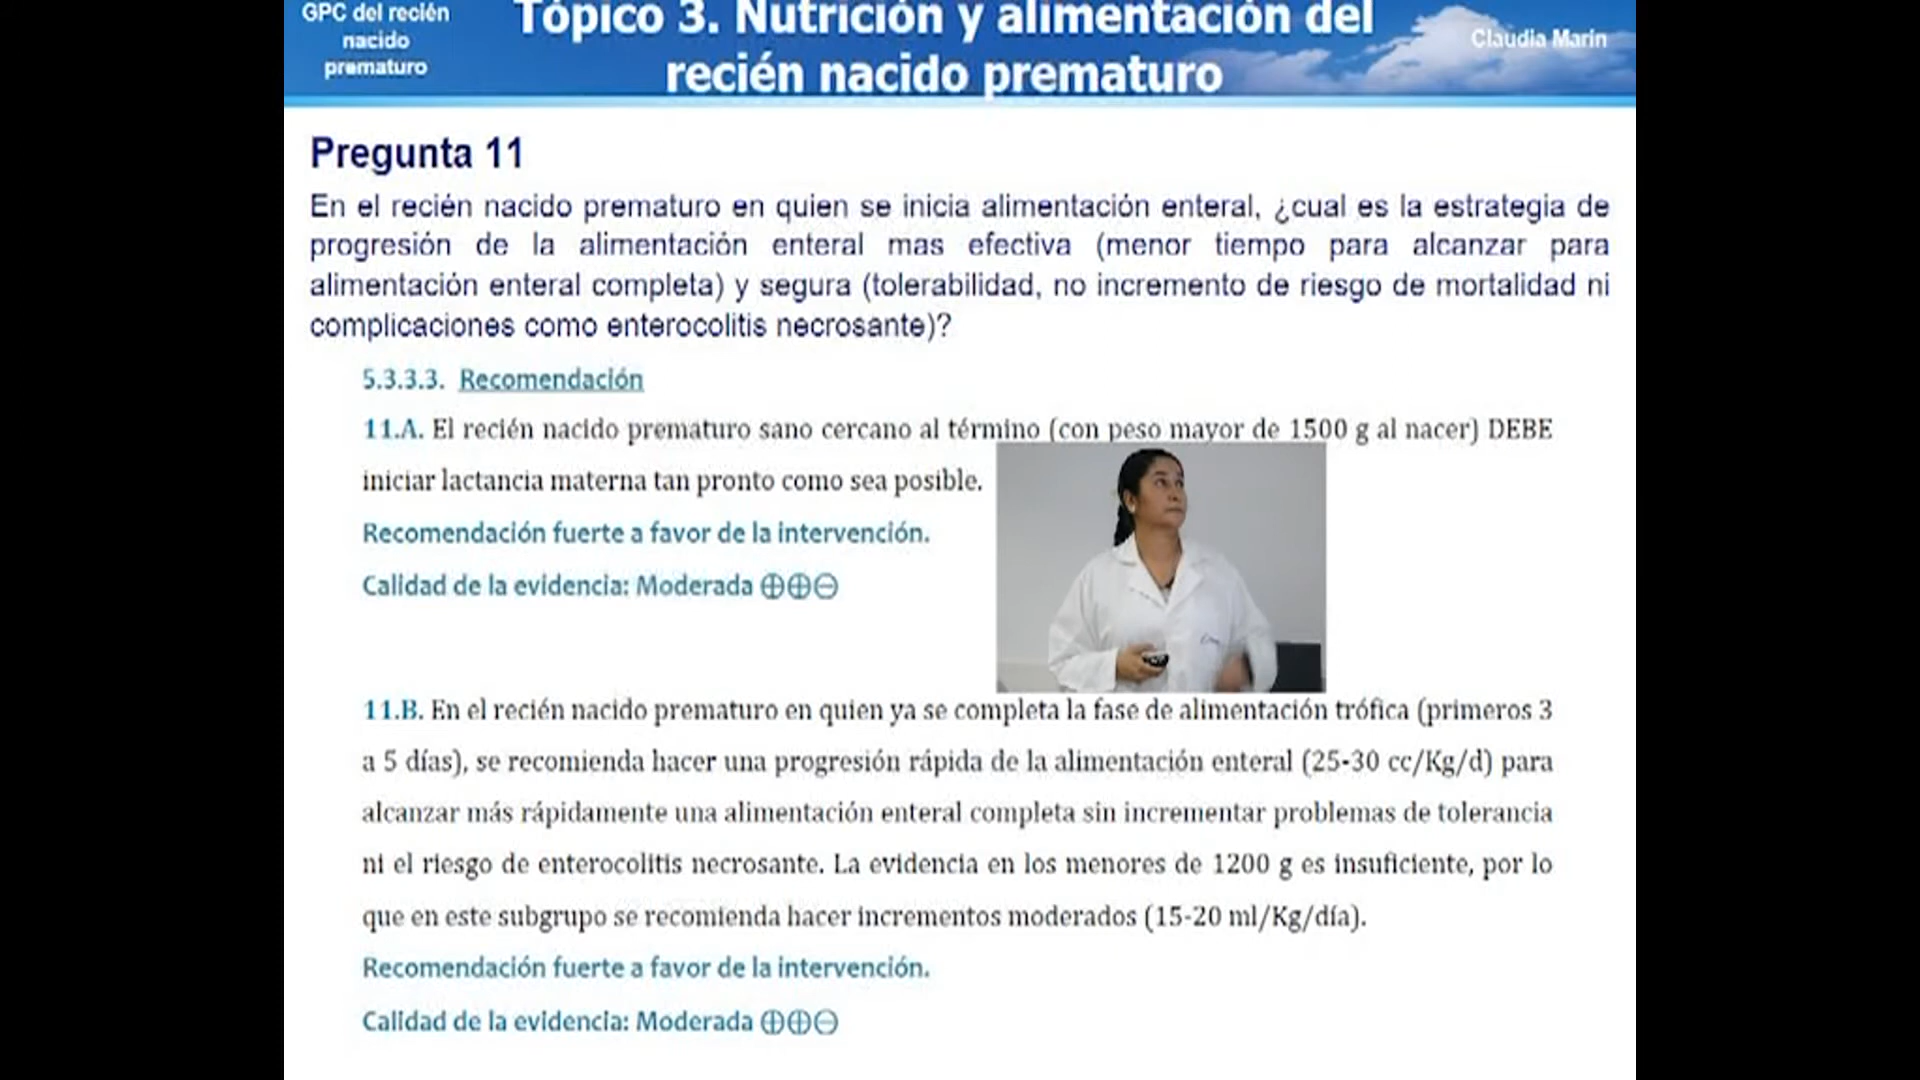 GPC del recién
nacido
prematuro
Tópico 3. Nutrición y alimentación del
recién nacido prematuro
Claudia Marín
Pregunta 11
En el recién nacido prematuro en quien se inicia alimentación enteral, ¿cual es la estrategia de
progresión de la alimentación enteral mas efectiva (menor tiempo para alcanzar para
alimentación enteral completa) y segura (tolerabilidad, no incremento de riesgo de mortalidad ni
complicaciones como enterocolitis necrosante)?
5.3.3.3. Recomendación
11.A. El recién nacido prematuro sano cercano al término (con peso mayor de 1500 g al nacer) DEBE
iniciar lactancia materna tan pronto como sea posible.
Recomendación fuerte a favor de la intervención.
Calidad de la evidencia: Moderada ⊕⊕⊖
11.B. En el recién nacido prematuro en quien ya se completa la fase de alimentación trófica (primeros 3
a 5 días), se recomienda hacer una progresión rápida de la alimentación enteral (25-30 cc/Kg/d) para
alcanzar más rápidamente una alimentación enteral completa sin incrementar problemas de tolerancia
ni el riesgo de enterocolitis necrosante. La evidencia en los menores de 1200 g es insuficiente, por lo
que en este subgrupo se recomienda hacer incrementos moderados (15-20 ml/Kg/día).
Recomendación fuerte a favor de la intervención.
Calidad de la evidencia: Moderada ⊕⊕⊖